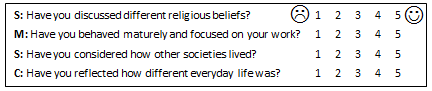 S: Have you discussed different religious beliefs? 1 2 3 4 5
M: Have you behaved maturely and focused on your work? 1 2 3 4 5
S: Have you considered how other societies lived? 1 2 3 4 5
C: Have you reflected how different everyday life was? 1 2 3 4 5